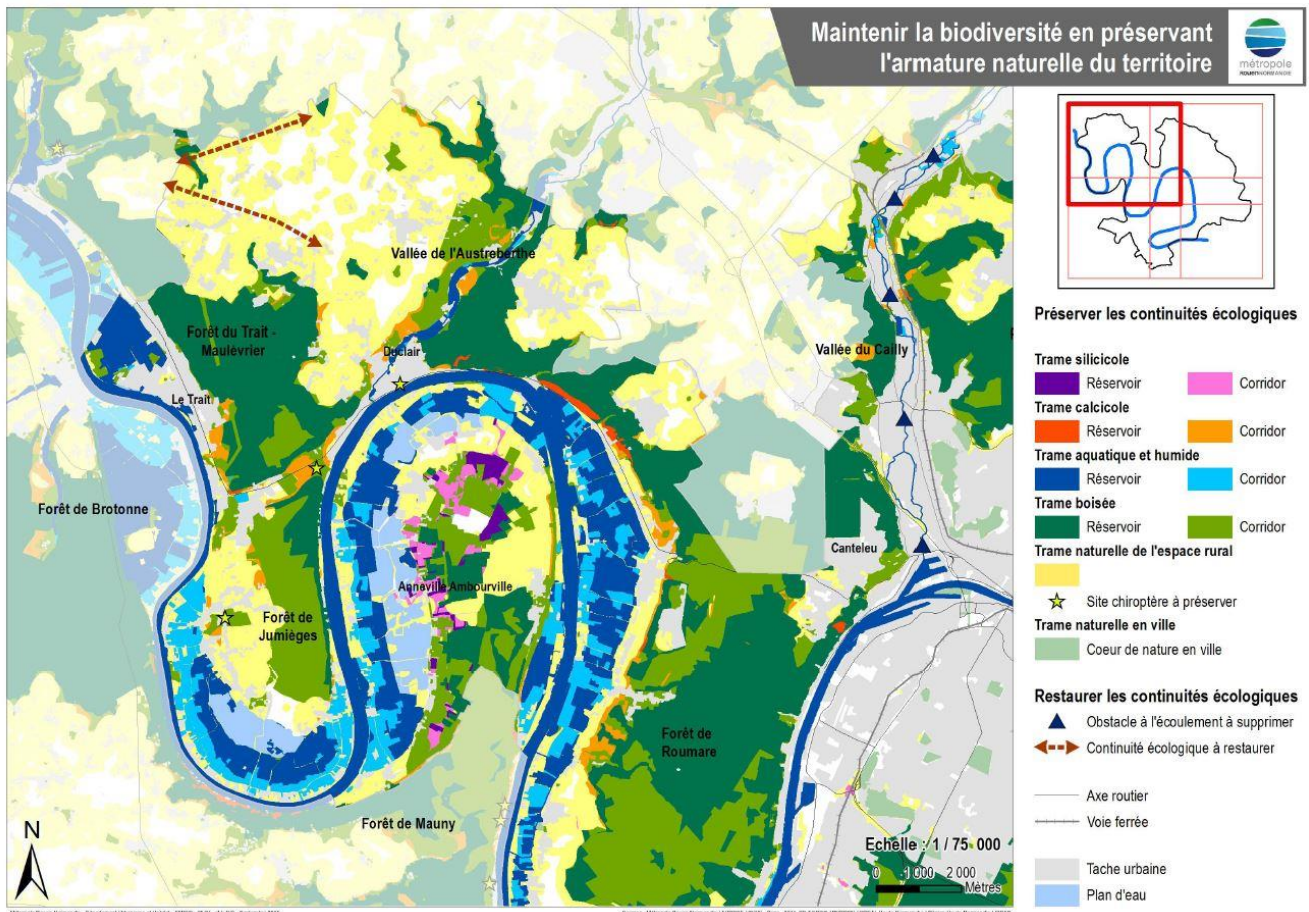 Maintenir la biodiversité en préservant
l'armature naturelle du territoire
métropole
ROUENNORMANDIE
Vallée de l'Austreberthe
Forêt du Trait -
Maulévrier
Duclair
Vallée du Cailly
Le Trait
Forêt de Brotonne
Canteleu
Anneville Ambourville
Forêt de
Jumièges
Forêt de
Roumare
Forêt de Mauny
N
Echelle : 1 / 75 000
0 1 000 2 000
Mètres
Préserver les continuités écologiques
Trame silicicole
Réservoir Corridor
Trame calcicole
Réservoir Corridor
Trame aquatique et humide
Réservoir Corridor
Trame boisée
Réservoir Corridor
Trame naturelle de l'espace rural
Site chiroptère à préserver
Trame naturelle en ville
Coeur de nature en ville
Restaurer les continuités écologiques
Obstacle à l'écoulement à supprimer
Continuité écologique à restaurer
Axe routier
Voie ferrée
Tache urbaine
Plan d'eau